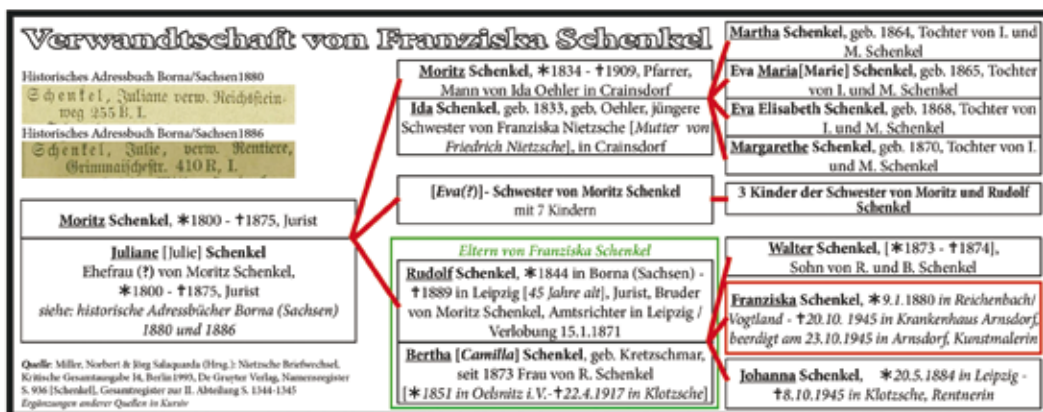 Verwandtschaft von Franziska Schenkel
Historisches Adressbuch Borna/Sachsen1880
Schenkel, Juliane verw. Reichstein-
weg 255 B. I.
Historisches Adressbuch Borna/Sachsen1886
Schenkel, Julie, verw. Rentiere,
Grimmaischestr. 410 R, I.
Moritz Schenkel, ∗1800 - †1875, Jurist
Juliane [Julie] Schenkel
Ehefrau (?) von Moritz Schenkel,
∗1800 - †1875, Jurist
siehe: historische Adressbücher Borna (Sachsen)
1880 und 1886
Quelle: Miller, Norbert & Jörg Salaquarda (Hrsg.): Nietzsche Briefwechsel,
Kritische Gesamtausgabe I4, Berlin1993, De Gruyter Verlag, Namensregister
S. 936 [Schenkel], Gesamtregister zur II. Abteilung S. 1344-1345
Ergänzungen anderer Quellen in Kursiv
Moritz Schenkel, ∗1834 - †1909, Pfarrer,
Mann von Ida Oehler in Crainsdorf
Ida Schenkel, geb. 1833, geb. Oehler, jüngere
Schwester von Franziska Nietzsche [Mutter von
Friedrich Nietzsche], in Crainsdorf
[Eva(?)]- Schwester von Moritz Schenkel
mit 7 Kindern
Eltern von Franziska Schenkel
Rudolf Schenkel, ∗1844 in Borna (Sachsen) -
†1889 in Leipzig [45 Jahre alt], Jurist, Bruder
von Moritz Schenkel, Amtsrichter in Leipzig /
Verlobung 15.1.1871
Bertha [Camilla] Schenkel, geb. Kretzschmar,
seit 1873 Frau von R. Schenkel
[∗1851 in Oelsnitz i.V.-†22.4.1917 in Klotzsche]
Martha Schenkel, geb. 1864, Tochter von I. und
M. Schenkel
Eva Maria[Marie] Schenkel, geb. 1865, Tochter
von I. und M. Schenkel
Eva Elisabeth Schenkel, geb. 1868, Tochter von
I. und M. Schenkel
Margarethe Schenkel, geb. 1870, Tochter von I.
und M. Schenkel
3 Kinder der Schwester von Moritz und Rudolf
Schenkel
Walter Schenkel, [∗1873 - †1874],
Sohn von R. und B. Schenkel
Franziska Schenkel, ∗9.1.1880 in Reichenbach/
Vogtland - †20.10. 1945 in Krankenhaus Arnsdorf,
beerdigt am 23.10.1945 in Arnsdorf, Kunstmalerin
Johanna Schenkel, ∗20.5.1884 in Leipzig -
†8.10.1945 in Klotzsche, Rentnerin